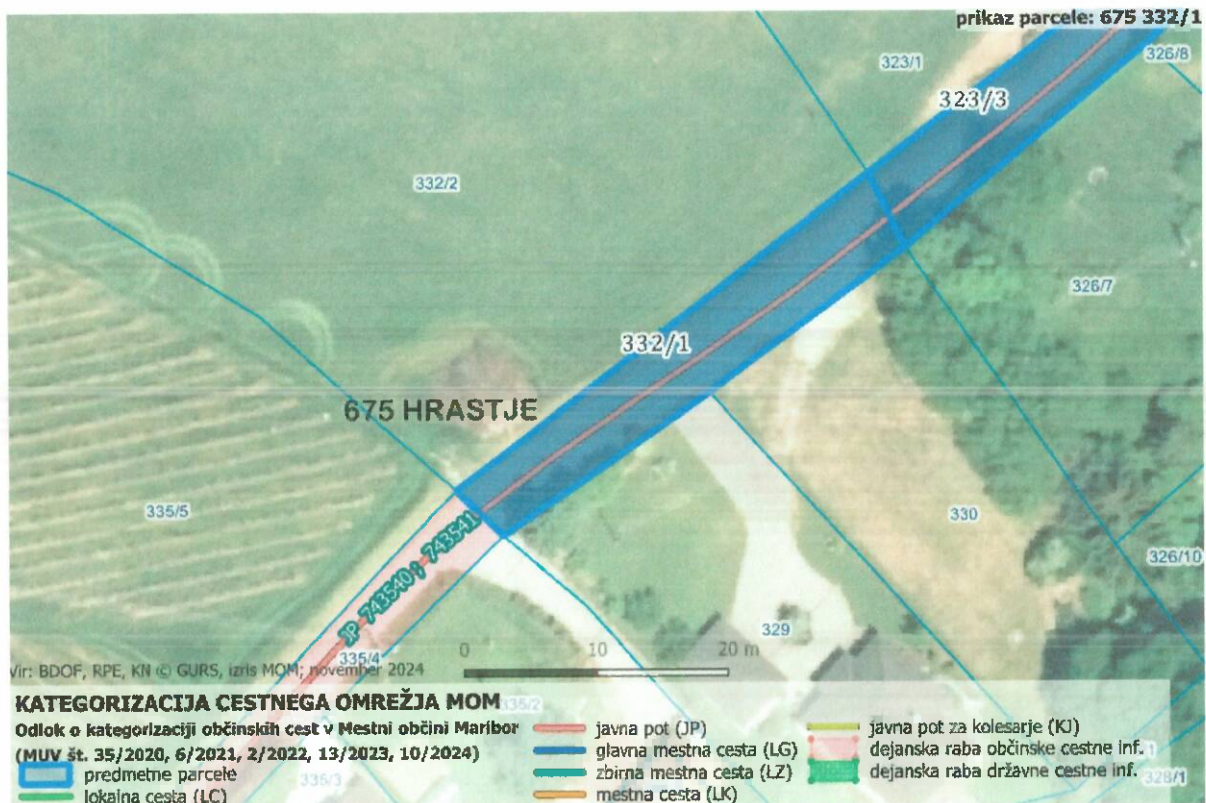 prikaz parcele: 675 332/1
326/8
323/1
323/3
332/2
326/7
332/1
675 HRASTJE
335/5
330
JP 743540 ; 743541
326/10
329
335/4
0 10 20 m
Vir: BDOF, RPE, KN © GURS, izris MOM; november 2024
KATEGORIZACIJA CESTNEGA OMREŽJA MOM
335/2
Odlok o kategorizaciji občinskih cest v Mestni občini Maribor
(MUV št. 35/2020, 6/2021, 2/2022, 13/2023, 10/2024)
predmetne parcele
335/3
lokalna cesta (LC)
javna pot (JP)
glavna mestna cesta (LG)
zbirna mestna cesta (LZ)
mestna cesta (LK)
javna pot za kolesarje (KJ)
dejanska raba občinske cestne inf.
dejanska raba državne cestne inf.
328/1